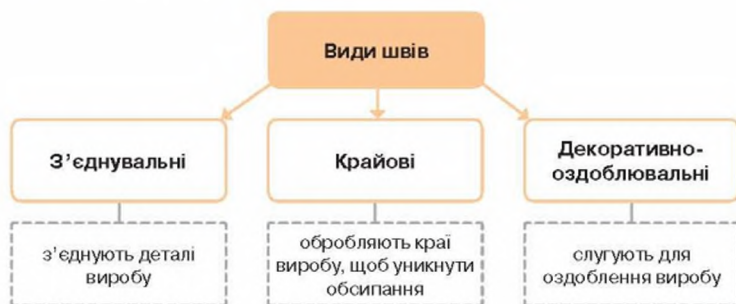 Види швів
З’єднувальні
Крайові
Декоративно-
оздоблювальні
з’єднують деталі
виробу
обробляють краї
виробу, щоб уникнути
обсипання
слугують для
оздоблення виробу